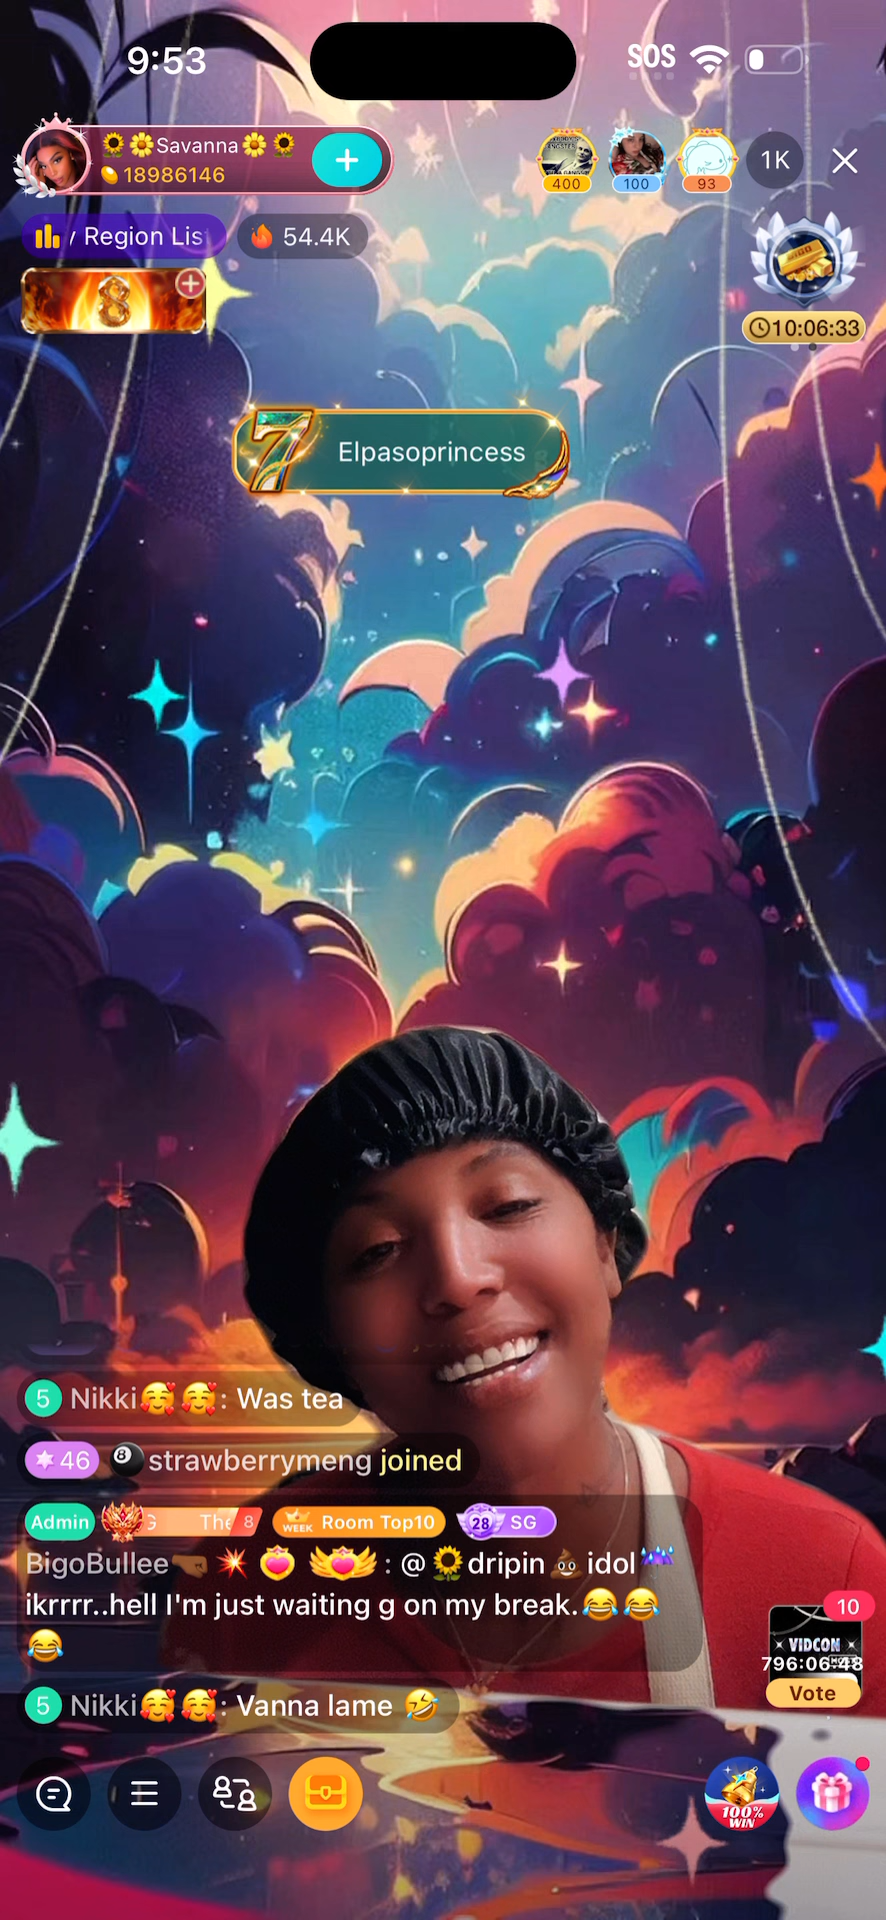 9:53
SOS
🌻🌼Savanna🌼🌻
18986146
400
100
93
1K
y Region Lis
54.4K
8
10:06:33
7 Elpasoprincess
5 Nikki🥰🥰: Was tea
46 🎱strawberrymeng joined
Admin The 8 WEEK Room Top10 28 SG
BigoBullee🤜💥: @🌻dripin💩idol☔
ikrrrr..hell I'm just waiting g on my break.😂😂
😂
5 Nikki🥰🥰: Vanna lame 🤣
10
VIDCON
796:06:48
Vote
100%
WIN